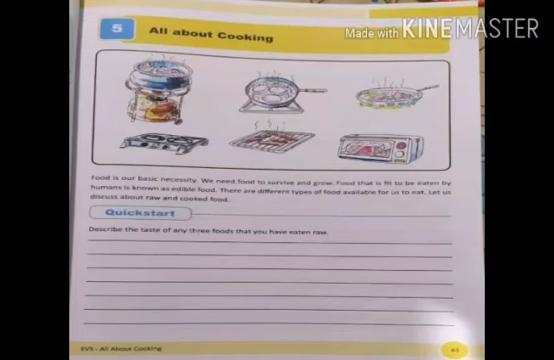 Made with KINEMASTER
5 All about Cooking
Food is our basic necessity. We need food to survive and grow. Food that is fit to be eaten by
humans is known as edible food. There are different types of food available for us to eat. Let us
discuss about raw and cooked food.
Quickstart
Describe the taste of any three foods that you have eaten raw.
EVS - All About Cooking
43